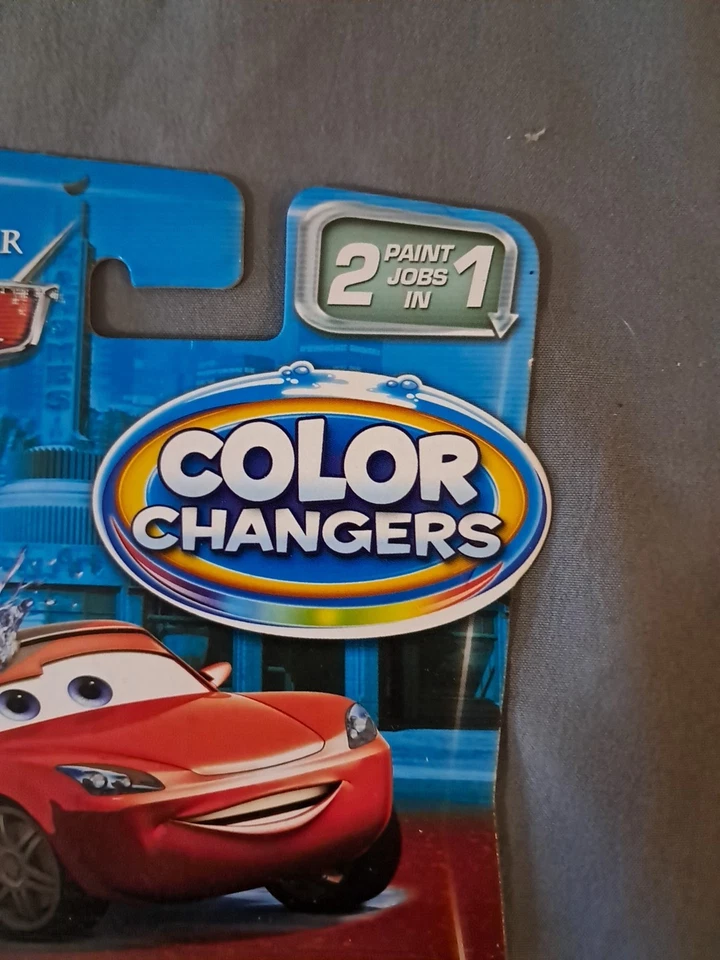 R
2 PAINT JOBS IN 1
COLOR
CHANGERS